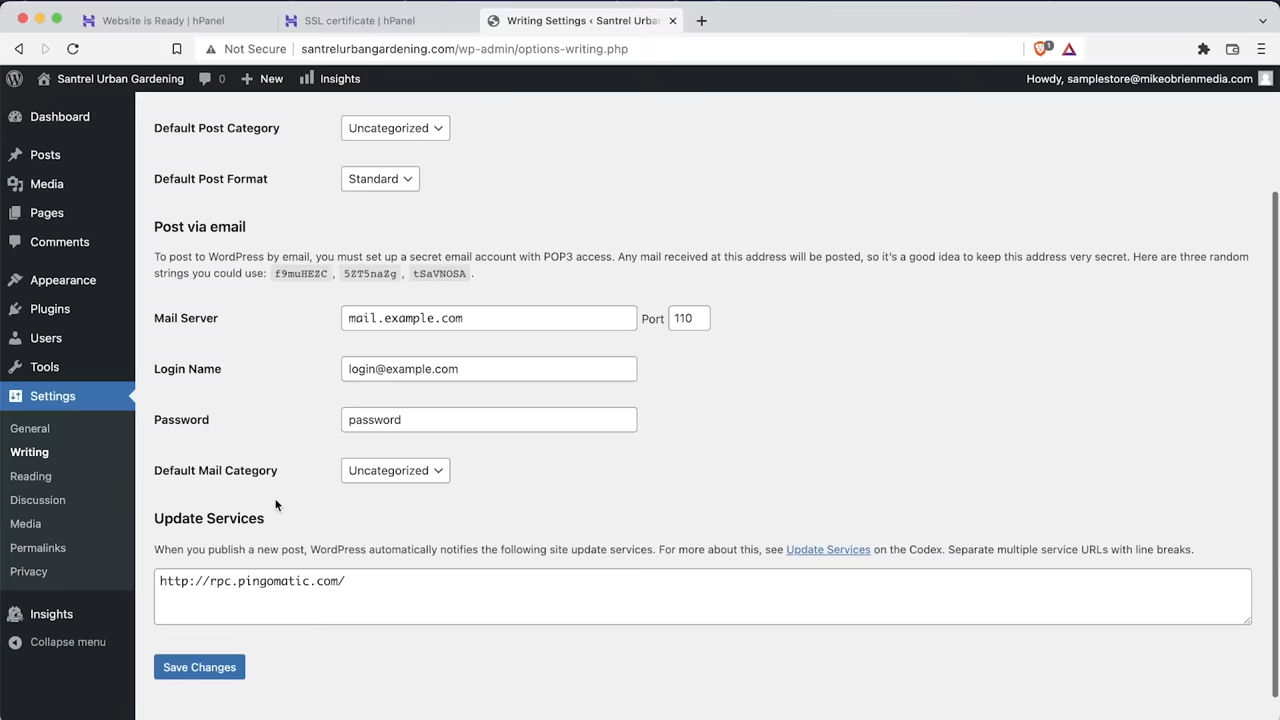 Website is Ready | hPanel
SSL certificate | hPanel
Writing Settings < Santrel Urba
Not Secure
santrelurbangardening.com/wp-admin/options-writing.php
1
Santrel Urban Gardening
0
New
Insights
Howdy, samplestore@mikeobrienmedia.com
Dashboard
Posts
Media
Pages
Comments
Appearance
Plugins
Users
Tools
Settings
General
Writing
Reading
Discussion
Media
Permalinks
Privacy
Insights
Collapse menu
Default Post Category
Uncategorized
Default Post Format
Standard
Post via email
To post to WordPress by email, you must set up a secret email account with POP3 access. Any mail received at this address will be posted, so it's a good idea to keep this address very secret. Here are three random
strings you could use: f9muHEZC , 5ZT5naZg , tSaVNOSA .
Mail Server
mail.example.com
Port
110
Login Name
login@example.com
Password
password
Default Mail Category
Uncategorized
Update Services
When you publish a new post, WordPress automatically notifies the following site update services. For more about this, see Update Services on the Codex. Separate multiple service URLs with line breaks.
http://rpc.pingomatic.com/
Save Changes